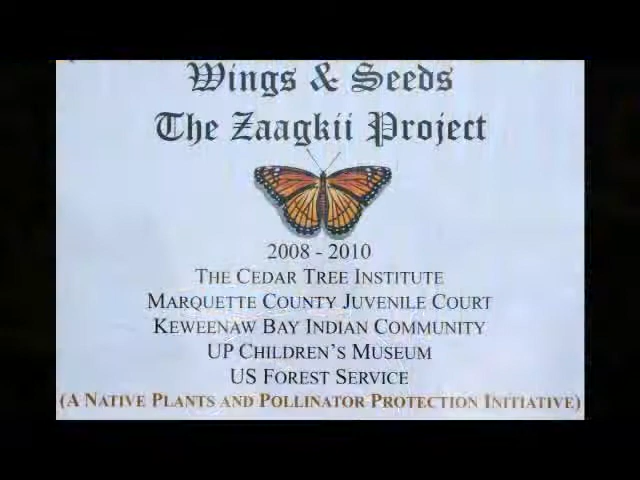 Wings & Seeds
The Zaagkii Project
2008 - 2010
THE CEDAR TREE INSTITUTE
MARQUETTE COUNTY JUVENILE COURT
KEWEENAW BAY INDIAN COMMUNITY
UP CHILDREN'S MUSEUM
US FOREST SERVICE
(A NATIVE PLANTS AND POLLINATOR PROTECTION INITIATIVE)